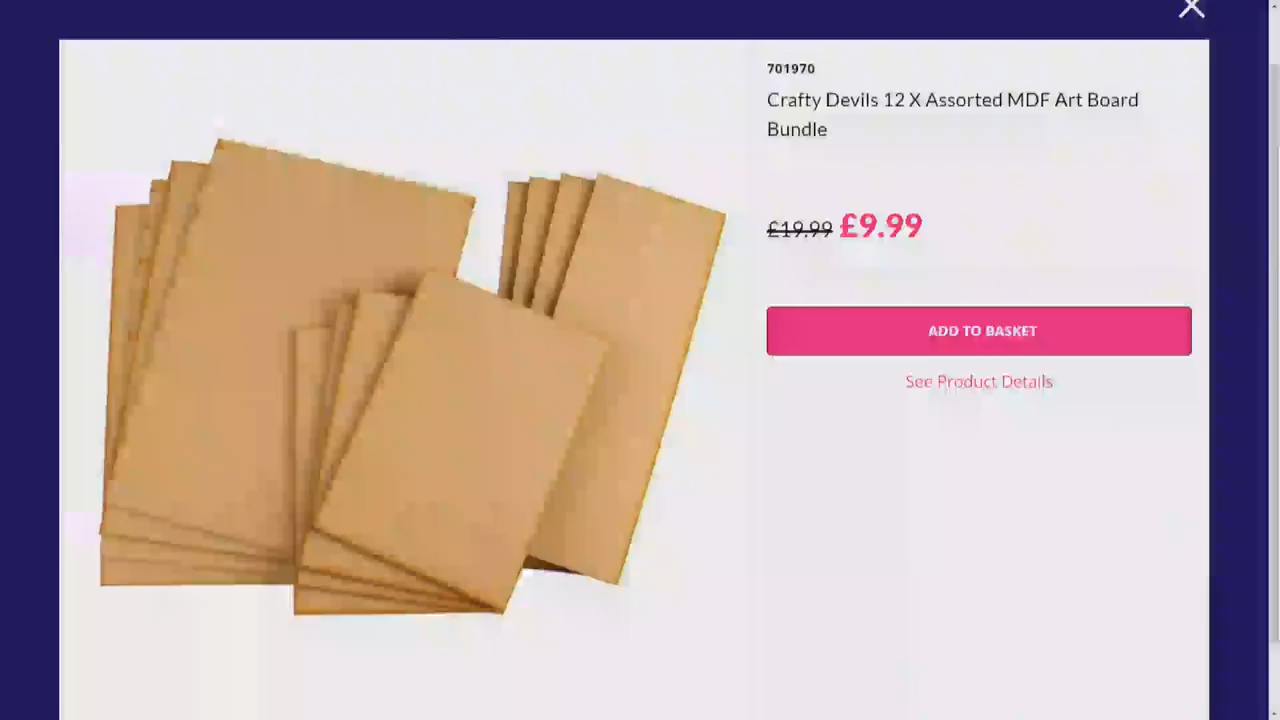 701970
Crafty Devils 12 X Assorted MDF Art Board
Bundle
£19.99 £9.99
ADD TO BASKET
See Product Details